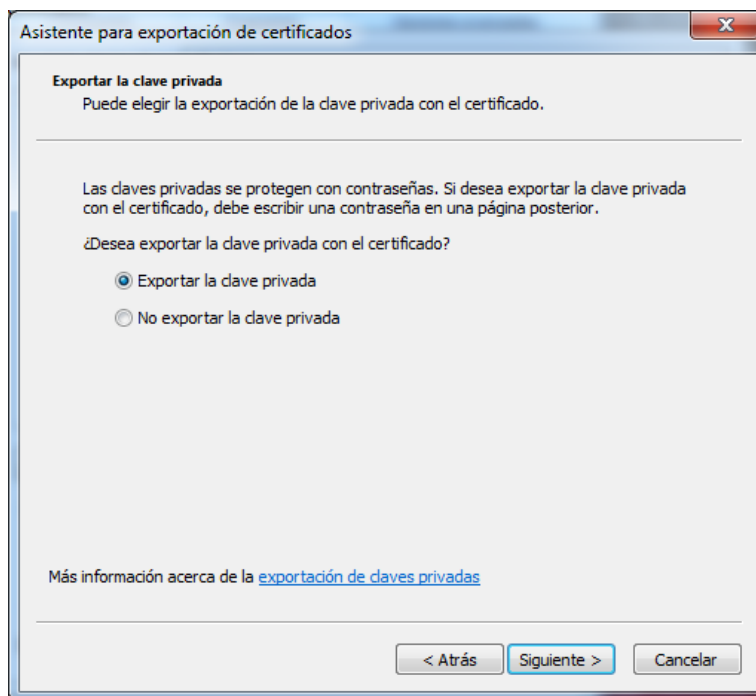 Asistente para exportación de certificados
Exportar la clave privada
Puede elegir la exportación de la clave privada con el certificado.
Las claves privadas se protegen con contraseñas. Si desea exportar la clave privada
con el certificado, debe escribir una contraseña en una página posterior.
¿Desea exportar la clave privada con el certificado?
Exportar la clave privada
No exportar la clave privada
Más información acerca de la exportación de claves privadas
< Atrás Siguiente > Cancelar